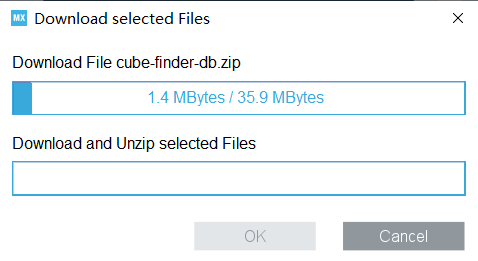 MX Download selected Files
Download File cube-finder-db.zip
1.4 MBytes / 35.9 MBytes
Download and Unzip selected Files
OK
Cancel